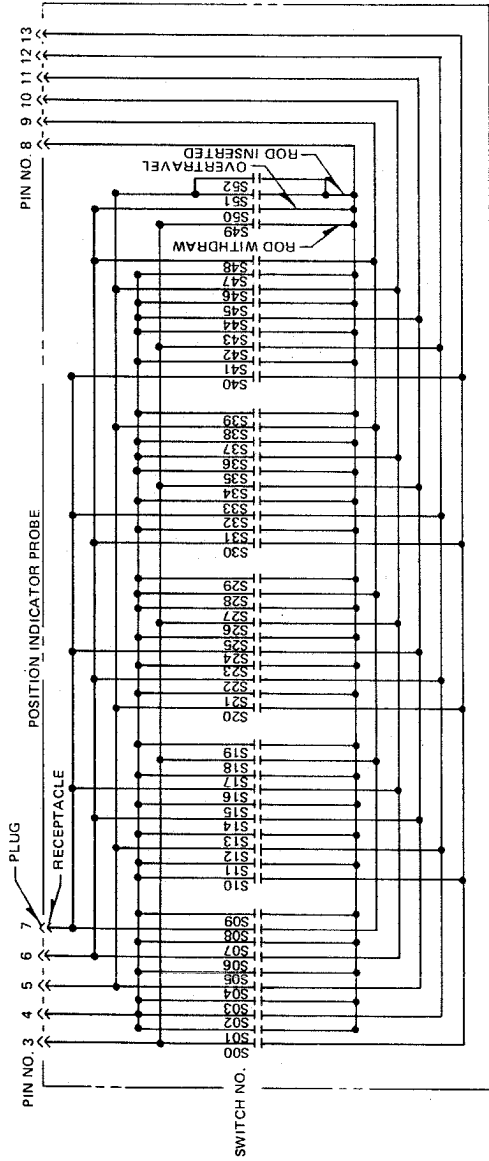 POSITION INDICATOR PROBE
PLUG
RECEPTACLE
PIN NO. 3 4 5 6 7
PIN NO. 8 9 10 11 12 13
SWITCH NO.
S00
S01
S02
S03
S04
S05
S06
S07
S08
S09
S10
S11
S12
S13
S14
S15
S16
S17
S18
S19
S20
S21
S22
S23
S24
S25
S26
S27
S28
S29
S30
S31
S32
S33
S34
S35
S36
S37
S38
S39
S40
S41
S42
S43
S44
S45
S46
S47
S48
S49
S50
S51
S52
ROD WITHDRAW
OVERTRAVEL
ROD INSERTED